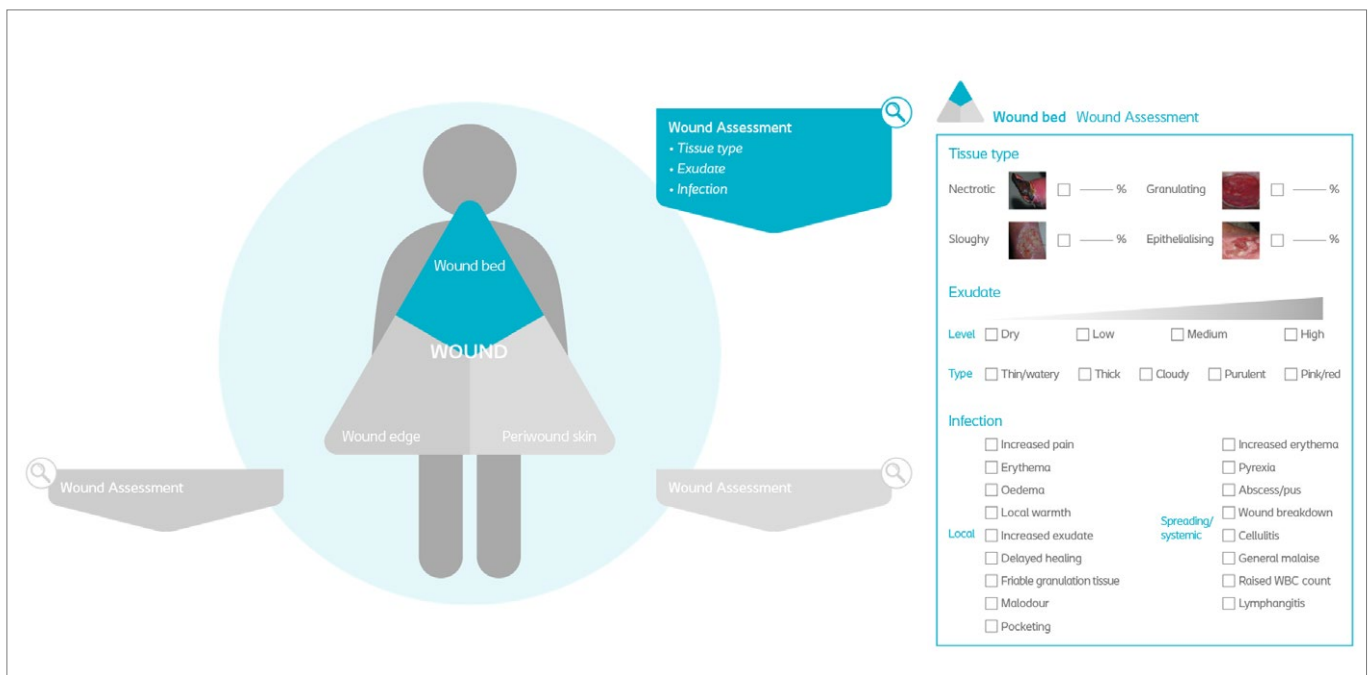 Wound Assessment
• Tissue type
• Exudate
• Infection
Wound bed
WOUND
Wound edge
Periwound skin
Wound Assessment
Wound Assessment
Wound bed Wound Assessment
Tissue type
Nectrotic % Granulating %
Sloughy % Epithelialising %
Exudate
Level Dry Low Medium High
Type Thin/watery Thick Cloudy Purulent Pink/red
Infection
Local
Increased pain
Erythema
Oedema
Local warmth
Increased exudate
Delayed healing
Friable granulation tissue
Malodour
Pocketing
Spreading/
systemic
Increased erythema
Pyrexia
Abscess/pus
Wound breakdown
Cellulitis
General malaise
Raised WBC count
Lymphangitis